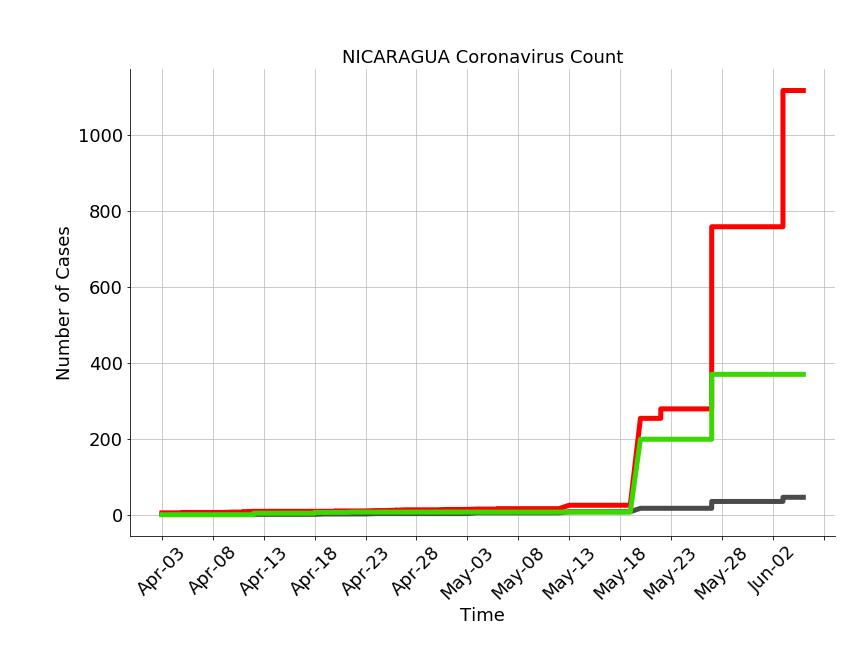 NICARAGUA Coronavirus Count
Number of Cases
1000
800
600
400
200
0
Apr-03
Apr-08
Apr-13
Apr-18
Apr-23
Apr-28
May-03
May-08
May-13
May-18
May-23
May-28
Jun-02
Time